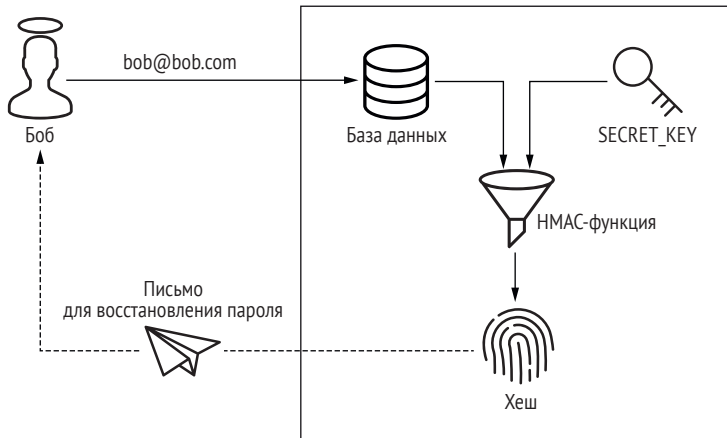 bob@bob.com
Боб
База данных
SECRET_KEY
HMAC-функция
Письмо
для восстановления пароля
Хеш